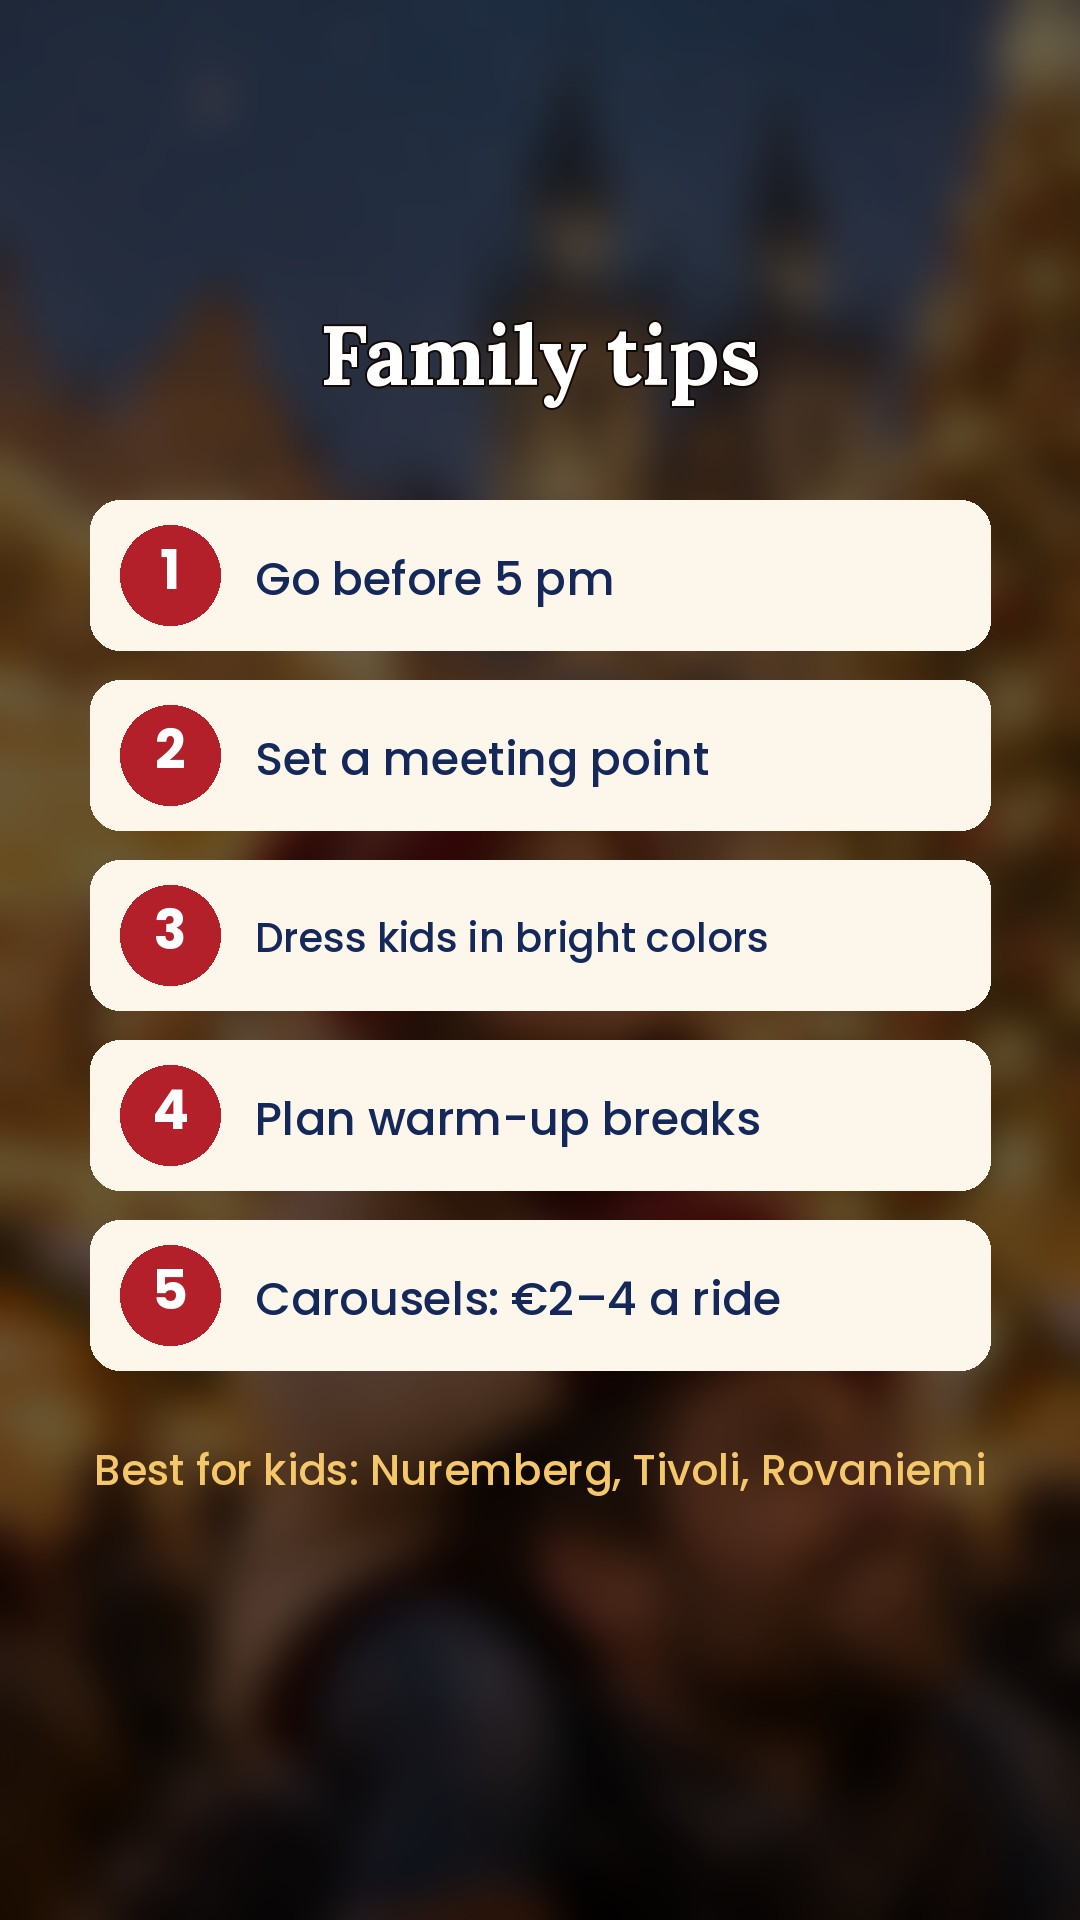 Family tips
1 Go before 5 pm
2 Set a meeting point
3 Dress kids in bright colors
4 Plan warm-up breaks
5 Carousels: €2–4 a ride
Best for kids: Nuremberg, Tivoli, Rovaniemi